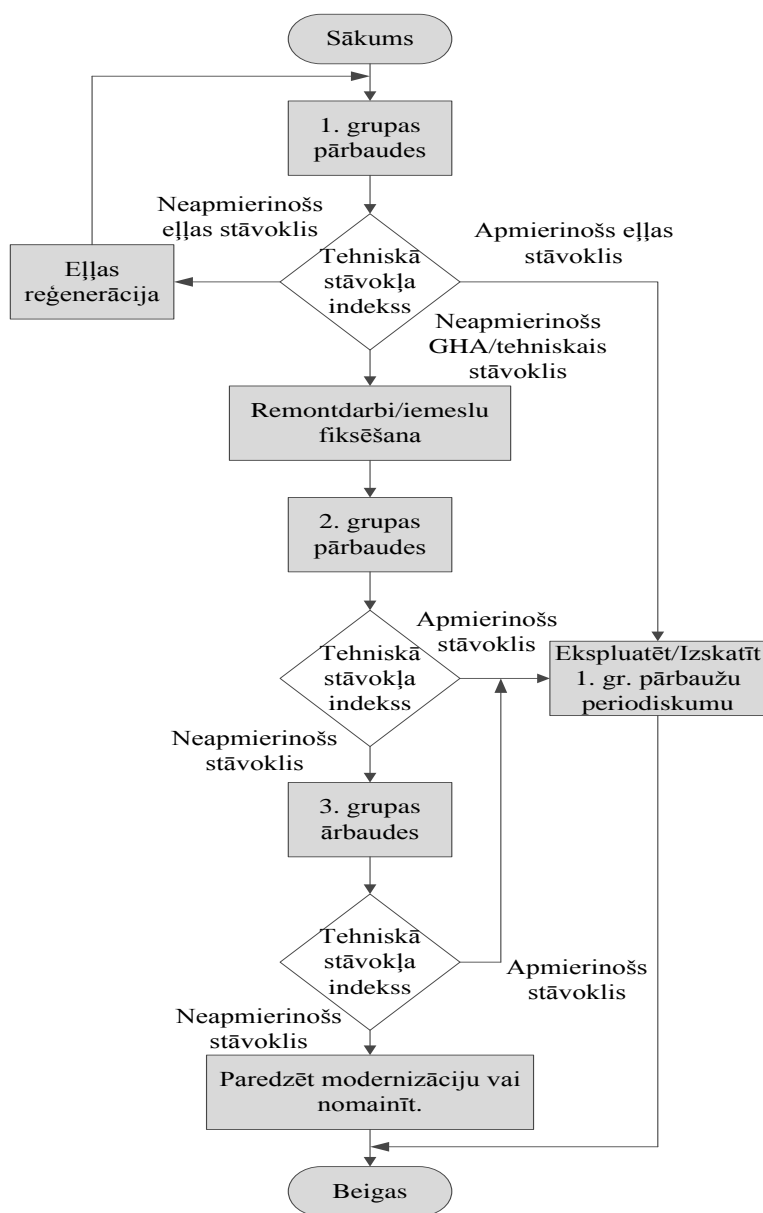 Sākums
1. grupas
pārbaudes
Neapmierinošs
eļļas stāvoklis
Apmierinošs eļļas
stāvoklis
Tehniskā
stāvokļa
indekss
Eļļas
reģenerācija
Neapmierinošs
GHA/tehniskais
stāvoklis
Remontdarbi/iemeslu
fiksēšana
2. grupas
pārbaudes
Apmierinošs
stāvoklis
Tehniskā
stāvokļa
indekss
Ekspluatēt/Izskatīt
1. gr. pārbaužu
periodiskumu
Neapmierinošs
stāvoklis
3. grupas
ārbaudes
Tehniskā
stāvokļa
indekss
Apmierinošs
stāvoklis
Neapmierinošs
stāvoklis
Paredzēt modernizāciju vai
nomainīt.
Beigas